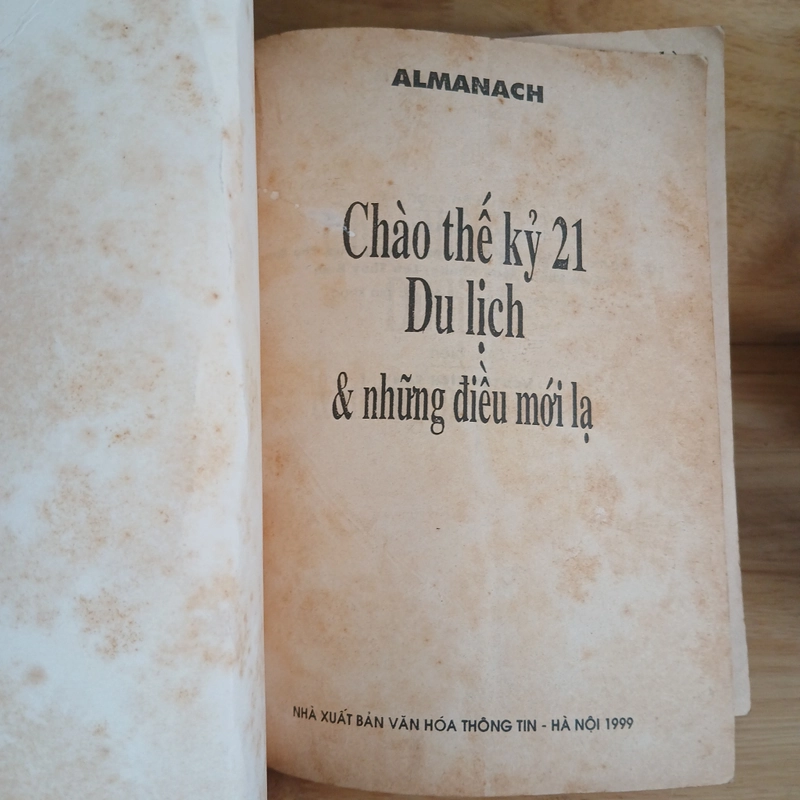 ALMANACH
Chào thế kỷ 21
Du lịch
& những điều mới lạ
NHÀ XUẤT BẢN VĂN HÓA THÔNG TIN - HÀ NỘI 1999